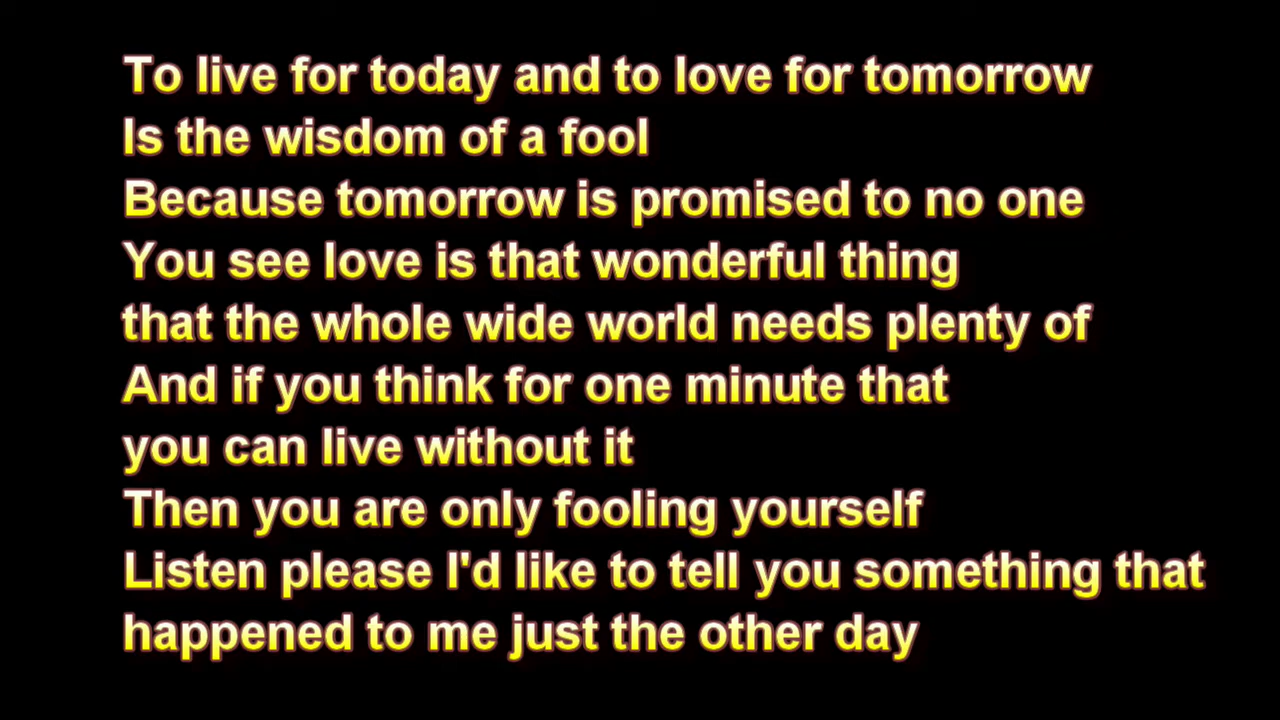 To live for today and to love for tomorrow
Is the wisdom of a fool
Because tomorrow is promised to no one
You see love is that wonderful thing
that the whole wide world needs plenty of
And if you think for one minute that
you can live without it
Then you are only fooling yourself
Listen please I'd like to tell you something that
happened to me just the other day